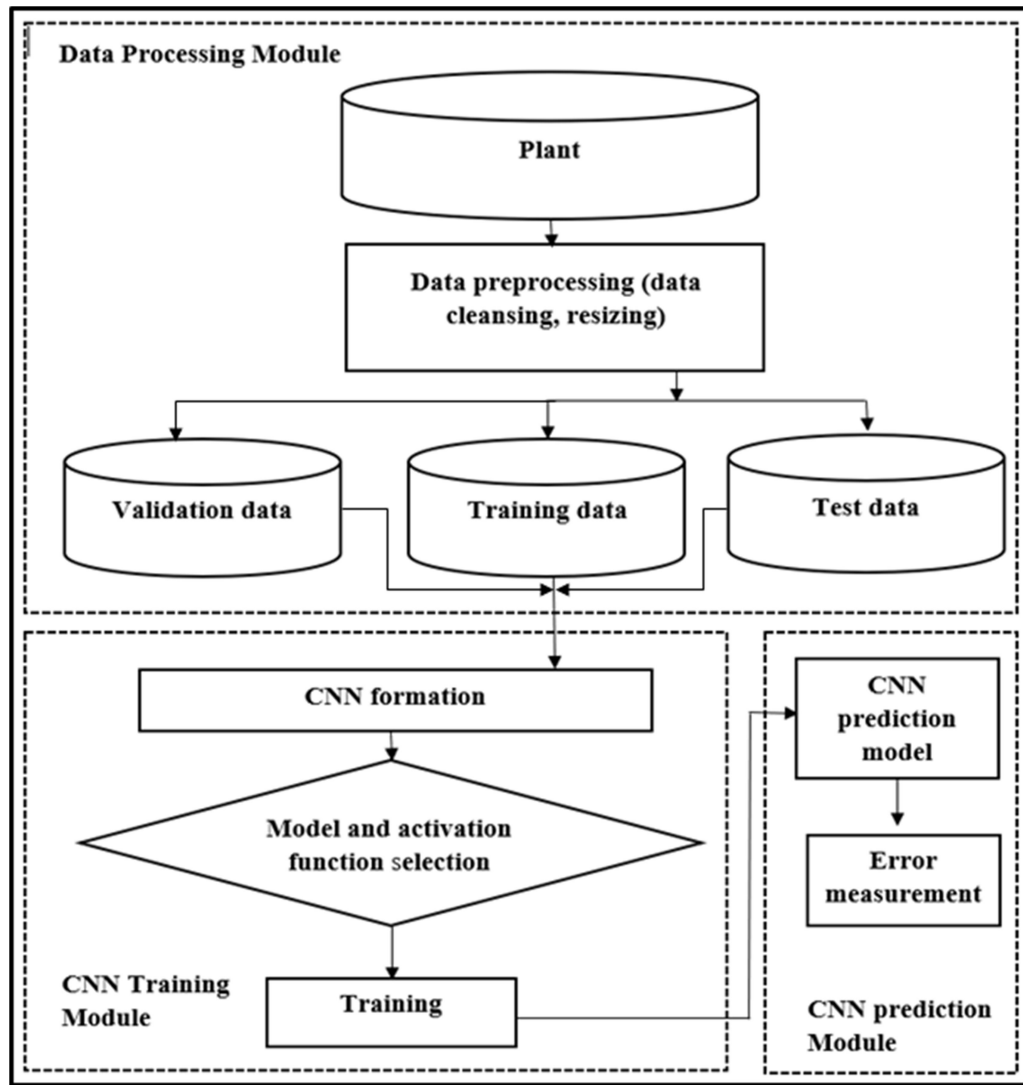 Data Processing Module
Plant
Data preprocessing (data
cleansing, resizing)
Validation data
Training data
Test data
CNN formation
Model and activation
function selection
Training
CNN Training
Module
CNN
prediction
model
Error
measurement
CNN prediction
Module